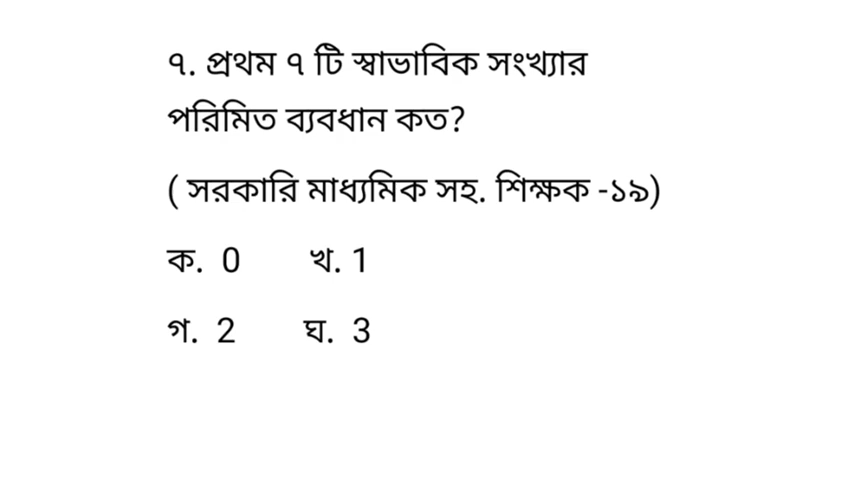 ৭. প্রথম ৭ টি স্বাভাবিক সংখ্যার
পরিমিত ব্যবধান কত?
( সরকারি মাধ্যমিক সহ. শিক্ষক -১৯)
ক. 0 খ. 1
গ. 2 ঘ. 3